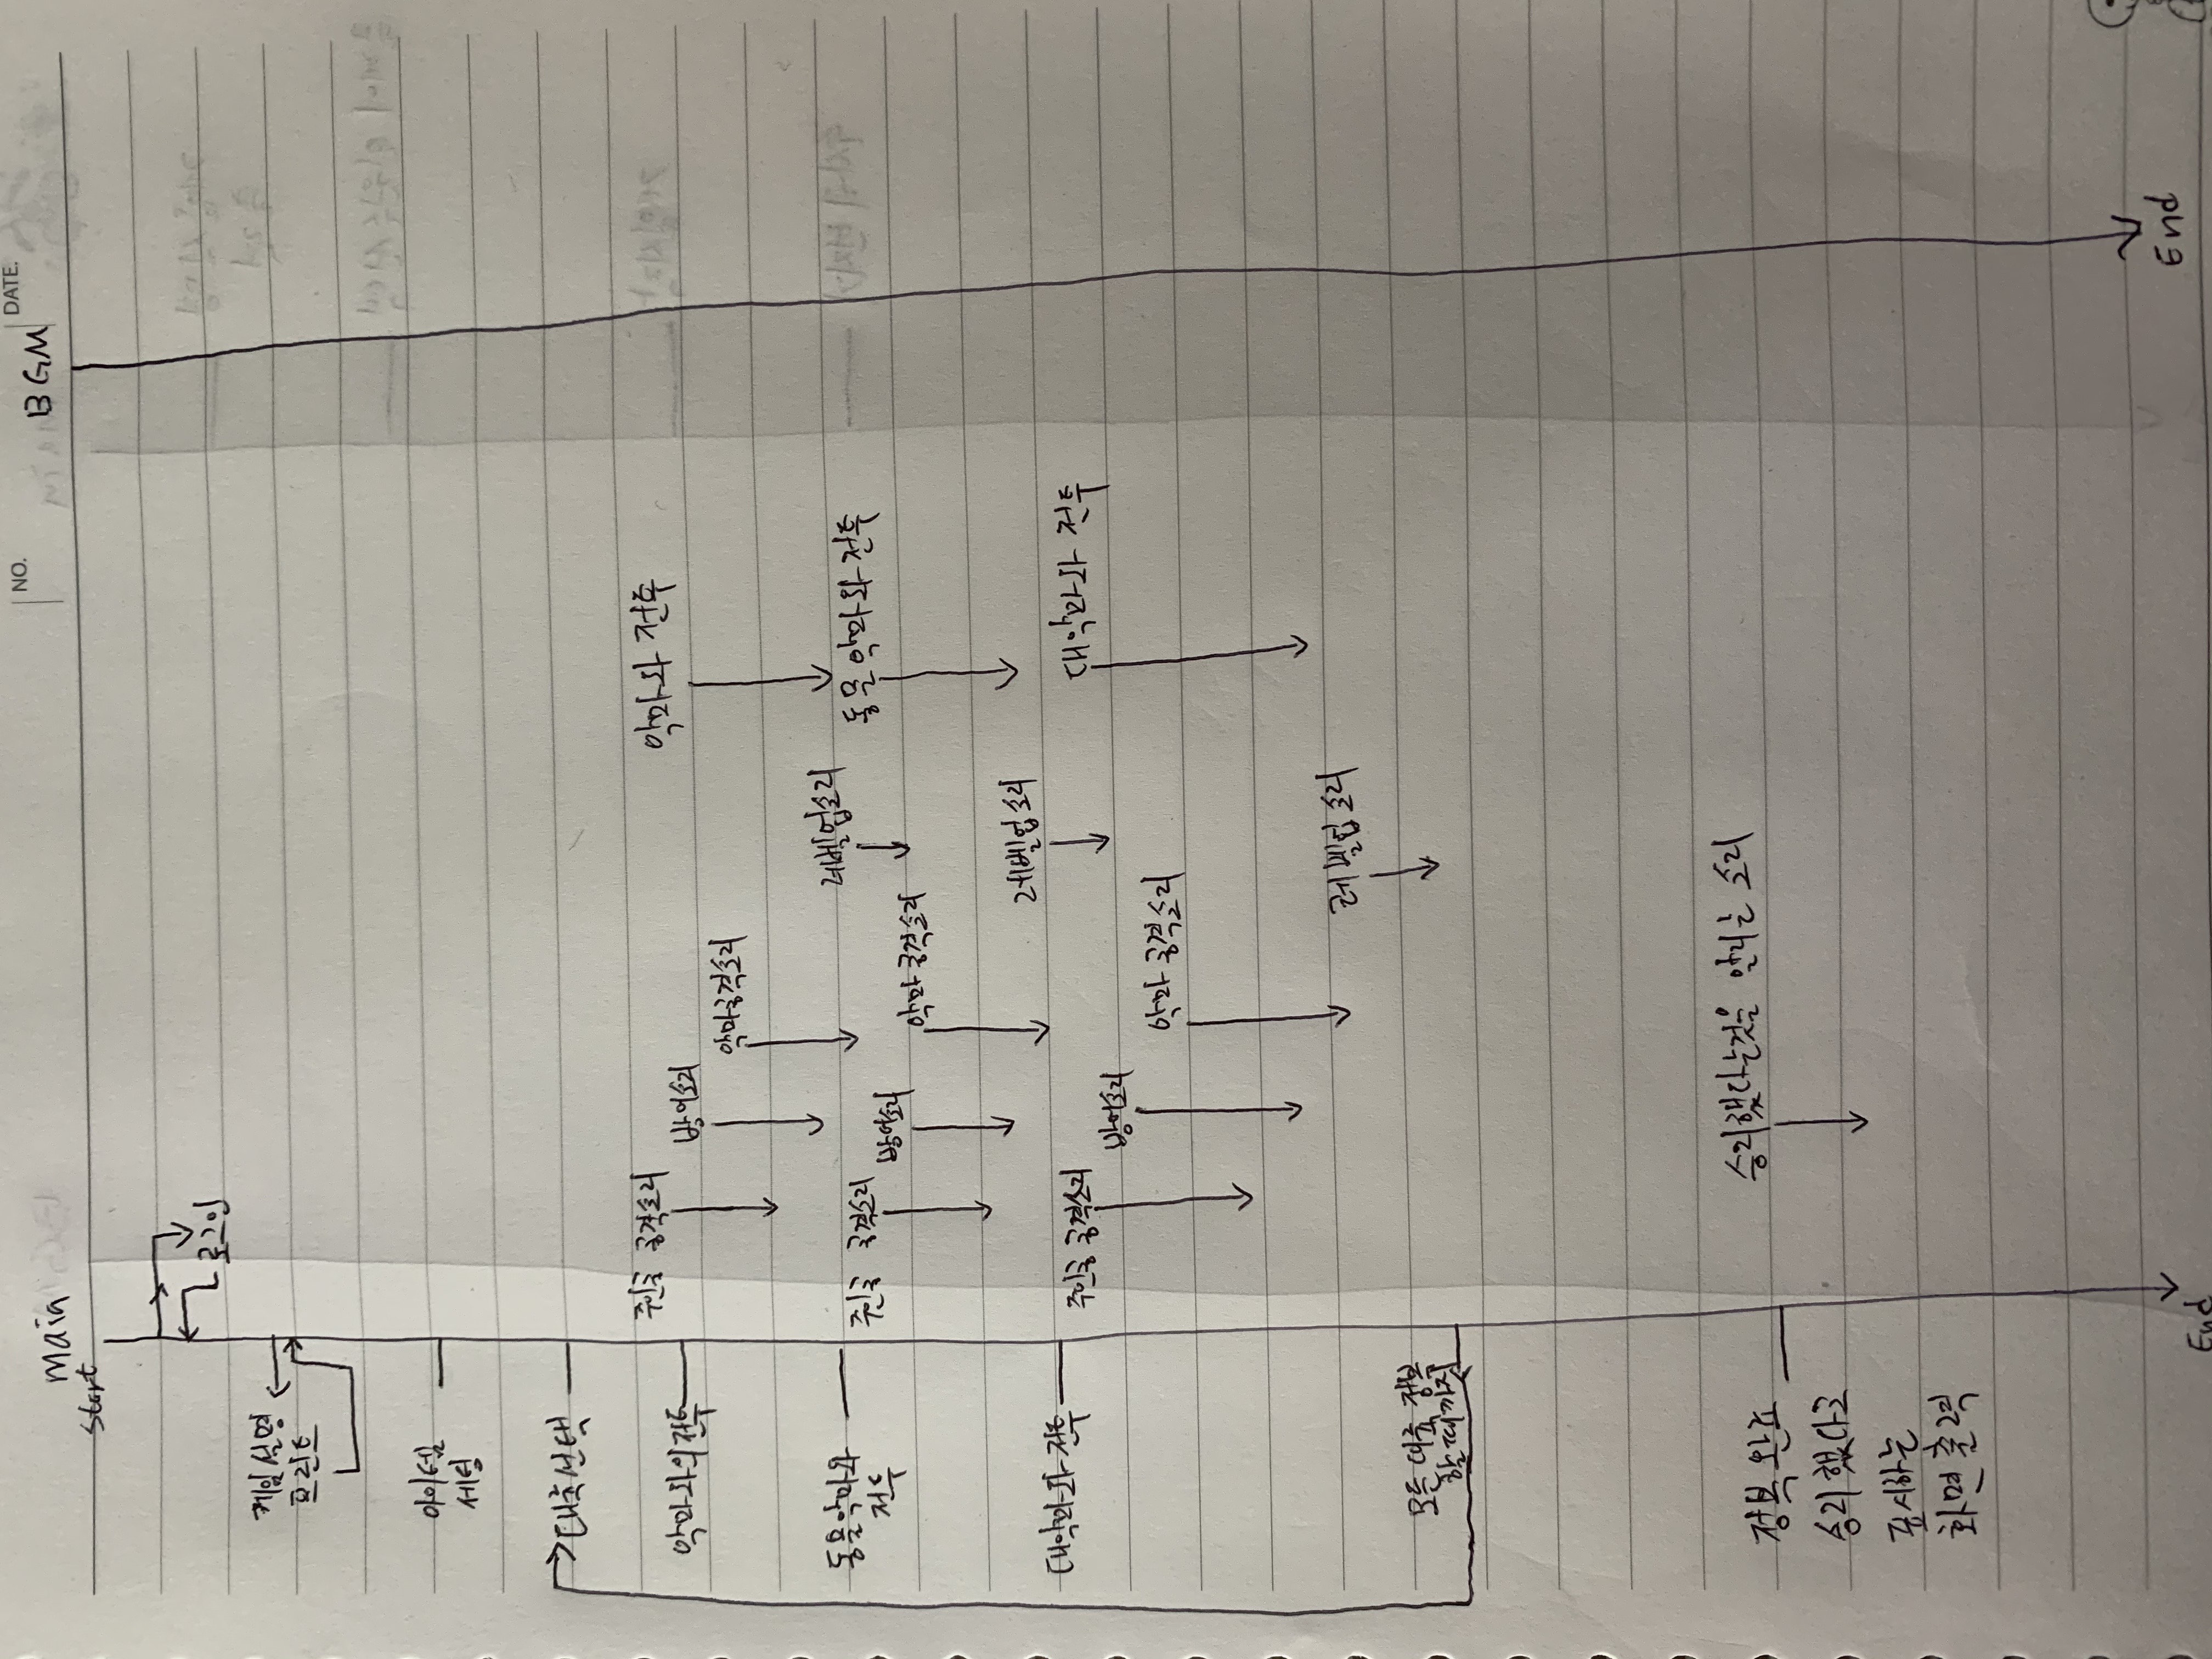 NO.
DATE.
main
BGM
start
로그인
게임설명
프린트
아이템
세팅
대륙선택
주인공 공격소리
악마와 전투
악마와의전투
방어소리
악마공격소리
레벨업소리
동물악마와
전투
주인공 공격소리
동물악마와 전투
방어소리
악마 공격소리
레벨업소리
대악마와 전투
주인공 공격소리
대악마와 전투
방어소리
악마 공격소리
레벨업소리
모든 대륙 정복
할때까지
승리했다는것을 알리는 소리
정복완료
승리했다고
표시하는
화면출력
End
End